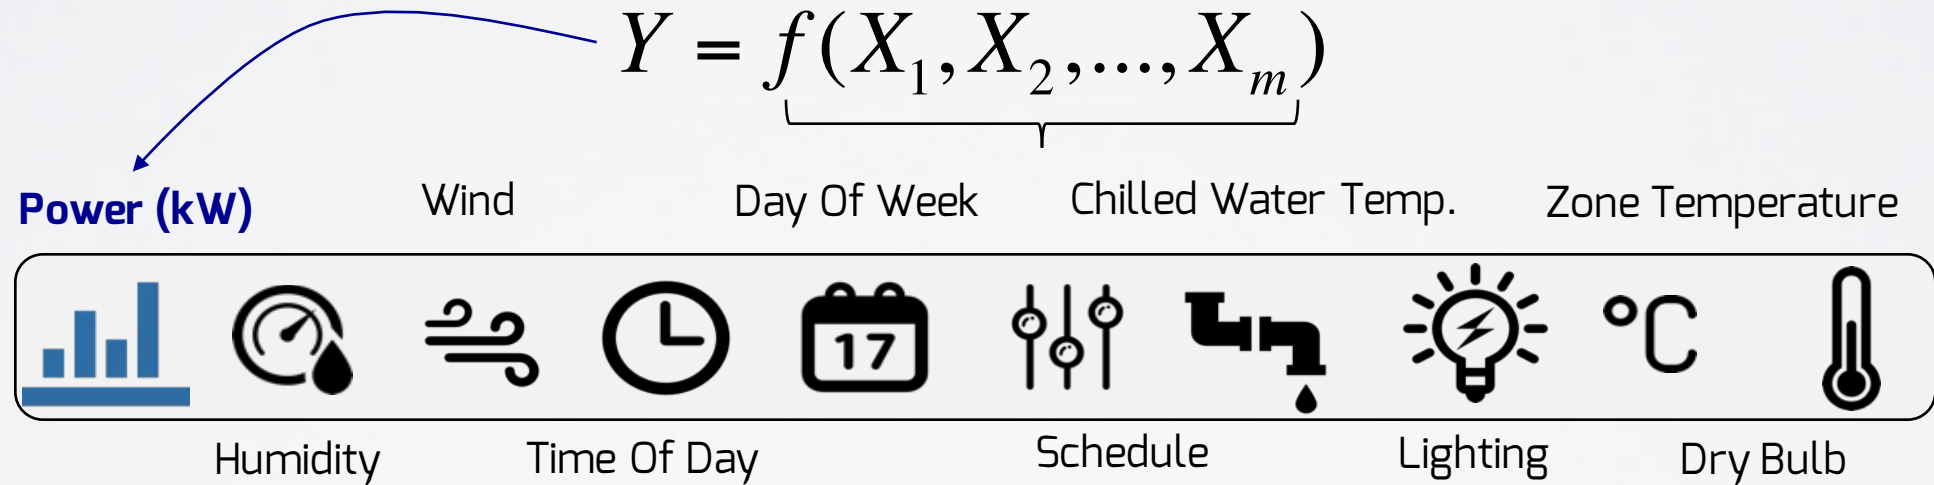 Y = f(X₁, X₂,..., Xₘ)
Power (kW)
Wind
Day Of Week
Chilled Water Temp.
Zone Temperature
17
°C
Humidity
Time Of Day
Schedule
Lighting
Dry Bulb